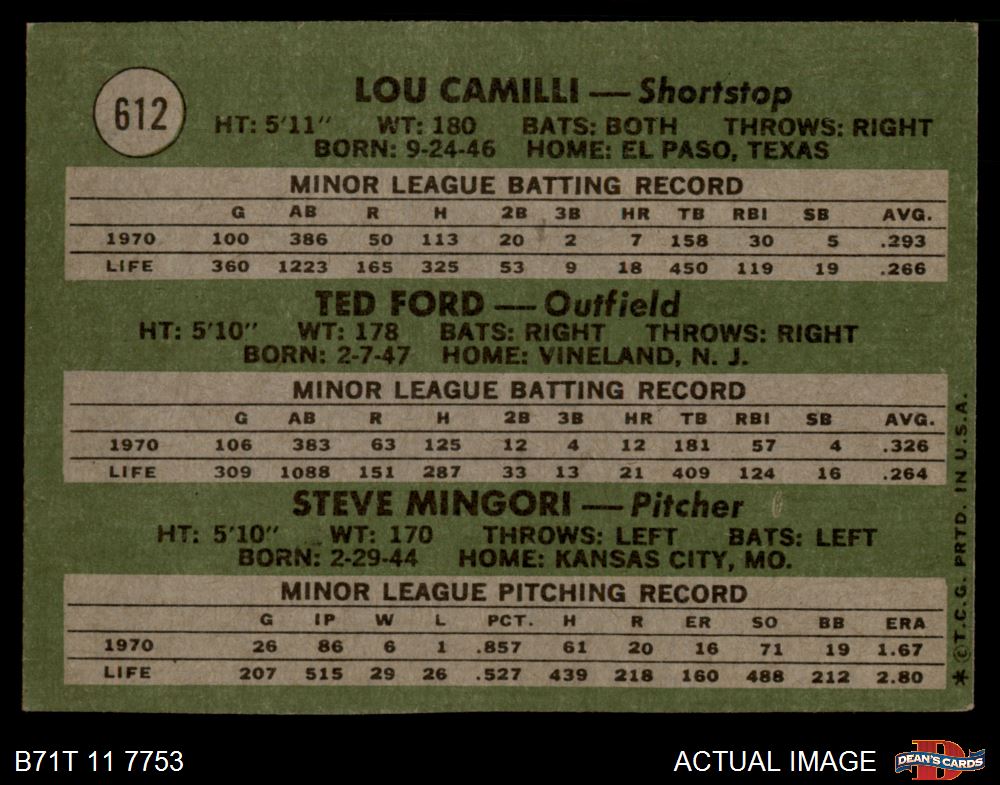 612
LOU CAMILLI — Shortstop
HT: 5'11" WT: 180 BATS: BOTH THROWS: RIGHT
BORN: 9-24-46 HOME: EL PASO, TEXAS
MINOR LEAGUE BATTING RECORD
G AB R H 2B 3B HR TB RBI SB AVG.
1970 100 386 50 113 20 2 7 158 30 5 .293
LIFE 360 1223 165 325 53 9 18 450 119 19 .266
TED FORD — Outfield
HT: 5'10" WT: 178 BATS: RIGHT THROWS: RIGHT
BORN: 2-7-47 HOME: VINELAND, N. J.
MINOR LEAGUE BATTING RECORD
G AB R H 2B 3B HR TB RBI SB AVG.
1970 106 383 63 125 12 4 12 181 57 4 .326
LIFE 309 1088 151 287 33 13 21 409 124 16 .264
STEVE MINGORI — Pitcher
HT: 5'10" WT: 170 THROWS: LEFT BATS: LEFT
BORN: 2-29-44 HOME: KANSAS CITY, MO.
MINOR LEAGUE PITCHING RECORD
G IP W L PCT. H R ER SO BB ERA
1970 26 86 6 1 .857 61 20 16 71 19 1.67
LIFE 207 515 29 26 .527 439 218 160 488 212 2.80
* © T.C.G. PRTD. IN U.S.A.
B71T 11 7753
ACTUAL IMAGE
DEAN'S CARDS